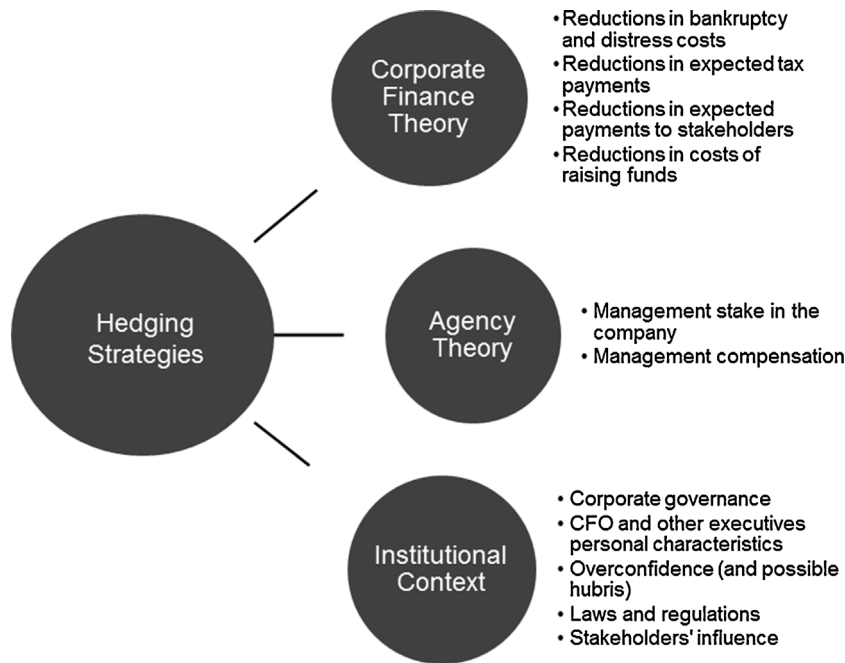 Corporate
Finance
Theory
• Reductions in bankruptcy
and distress costs
• Reductions in expected tax
payments
• Reductions in expected
payments to stakeholders
• Reductions in costs of
raising funds
Hedging
Strategies
Agency
Theory
• Management stake in the
company
• Management compensation
Institutional
Context
• Corporate governance
• CFO and other executives
personal characteristics
• Overconfidence (and possible
hubris)
• Laws and regulations
• Stakeholders' influence